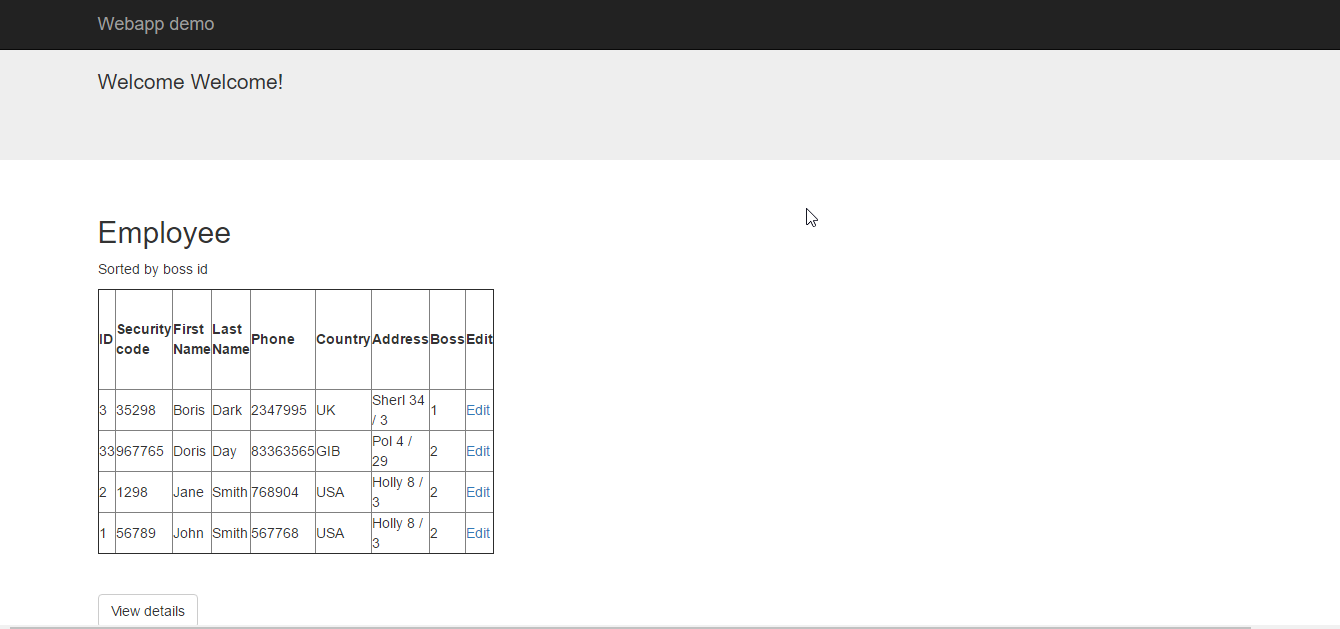 Webapp demo
Welcome Welcome!
Employee
Sorted by boss id
ID Security code First Name Last Name Phone Country Address Boss Edit
3 35298 Boris Dark 2347995 UK Sherl 34 / 3 1 Edit
33 967765 Doris Day 83363565 GIB Pol 4 / 29 2 Edit
2 1298 Jane Smith 768904 USA Holly 8 / 3 2 Edit
1 56789 John Smith 567768 USA Holly 8 / 3 2 Edit
View details